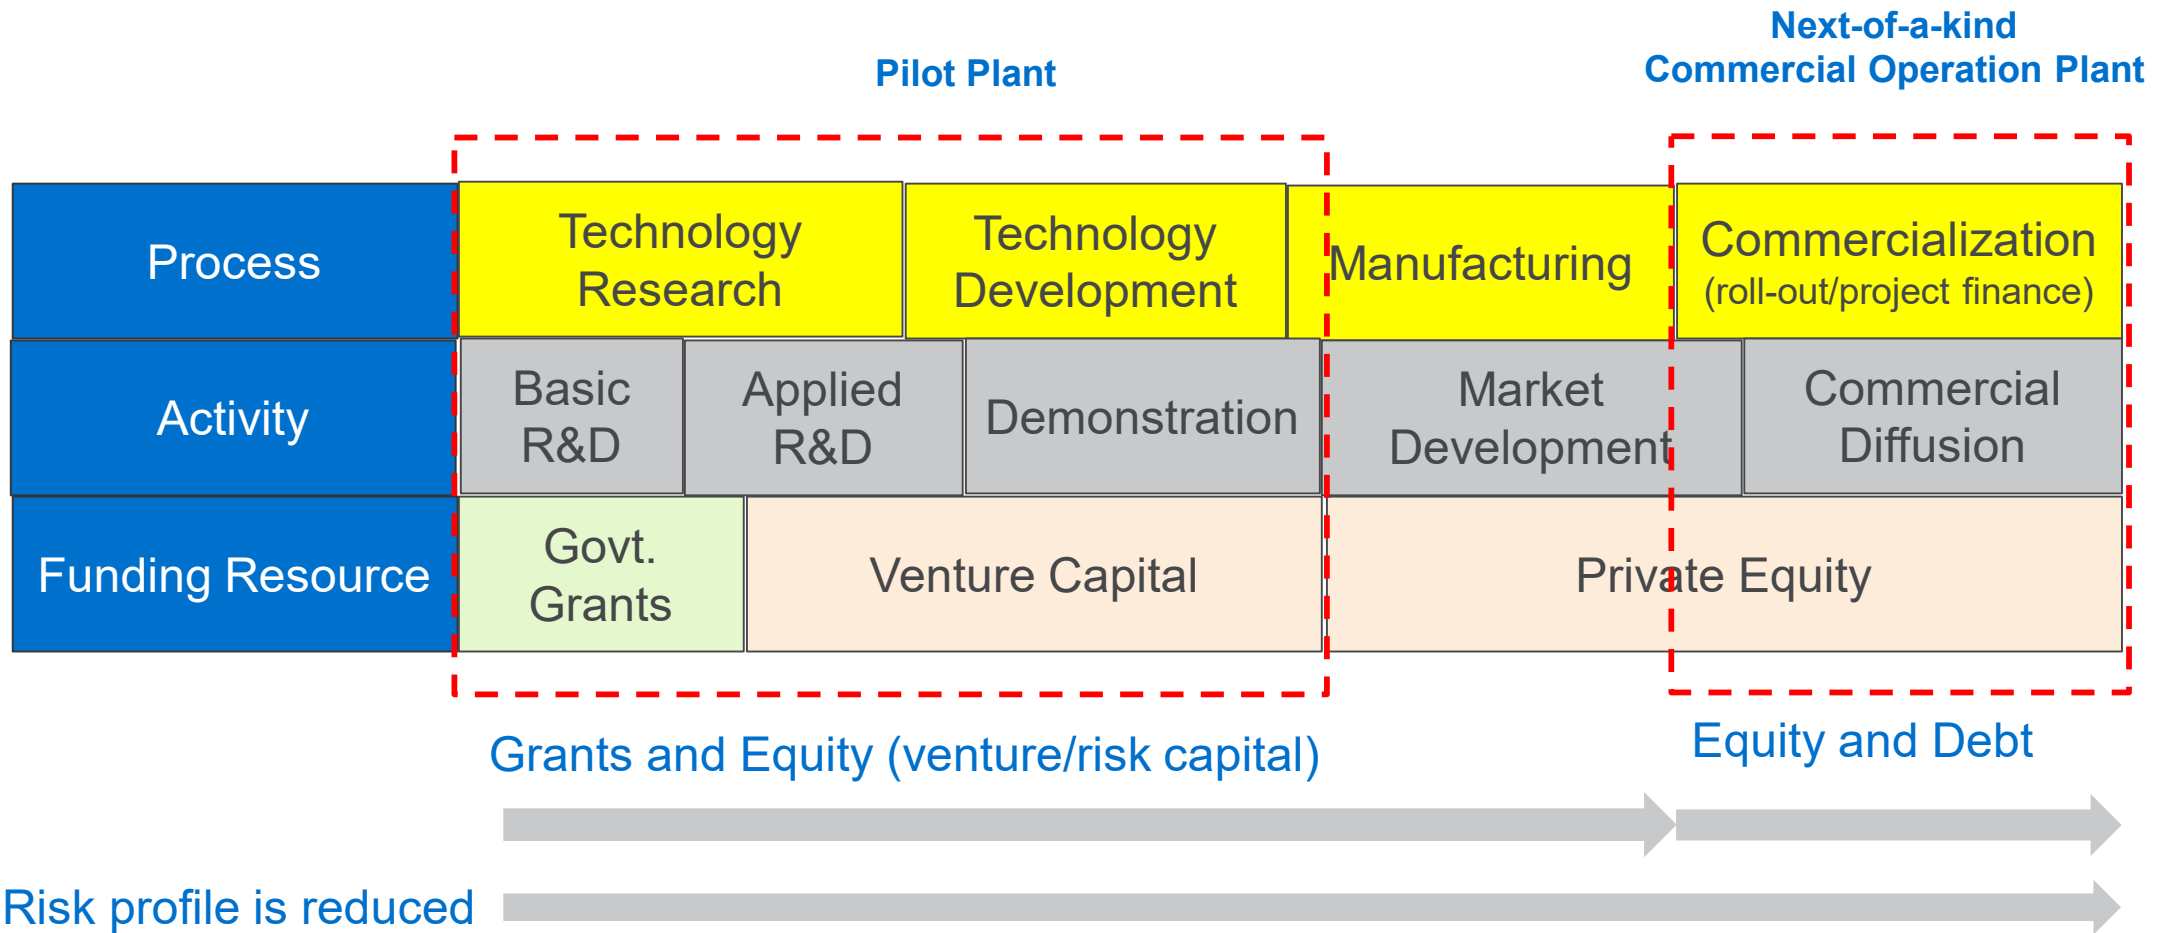 Next-of-a-kind
Commercial Operation Plant
Pilot Plant
Process
Technology
Research
Technology
Development
Manufacturing
Commercialization
(roll-out/project finance)
Activity
Basic
R&D
Applied
R&D
Demonstration
Market
Development
Commercial
Diffusion
Funding Resource
Govt.
Grants
Venture Capital
Private Equity
Grants and Equity (venture/risk capital)
Equity and Debt
Risk profile is reduced